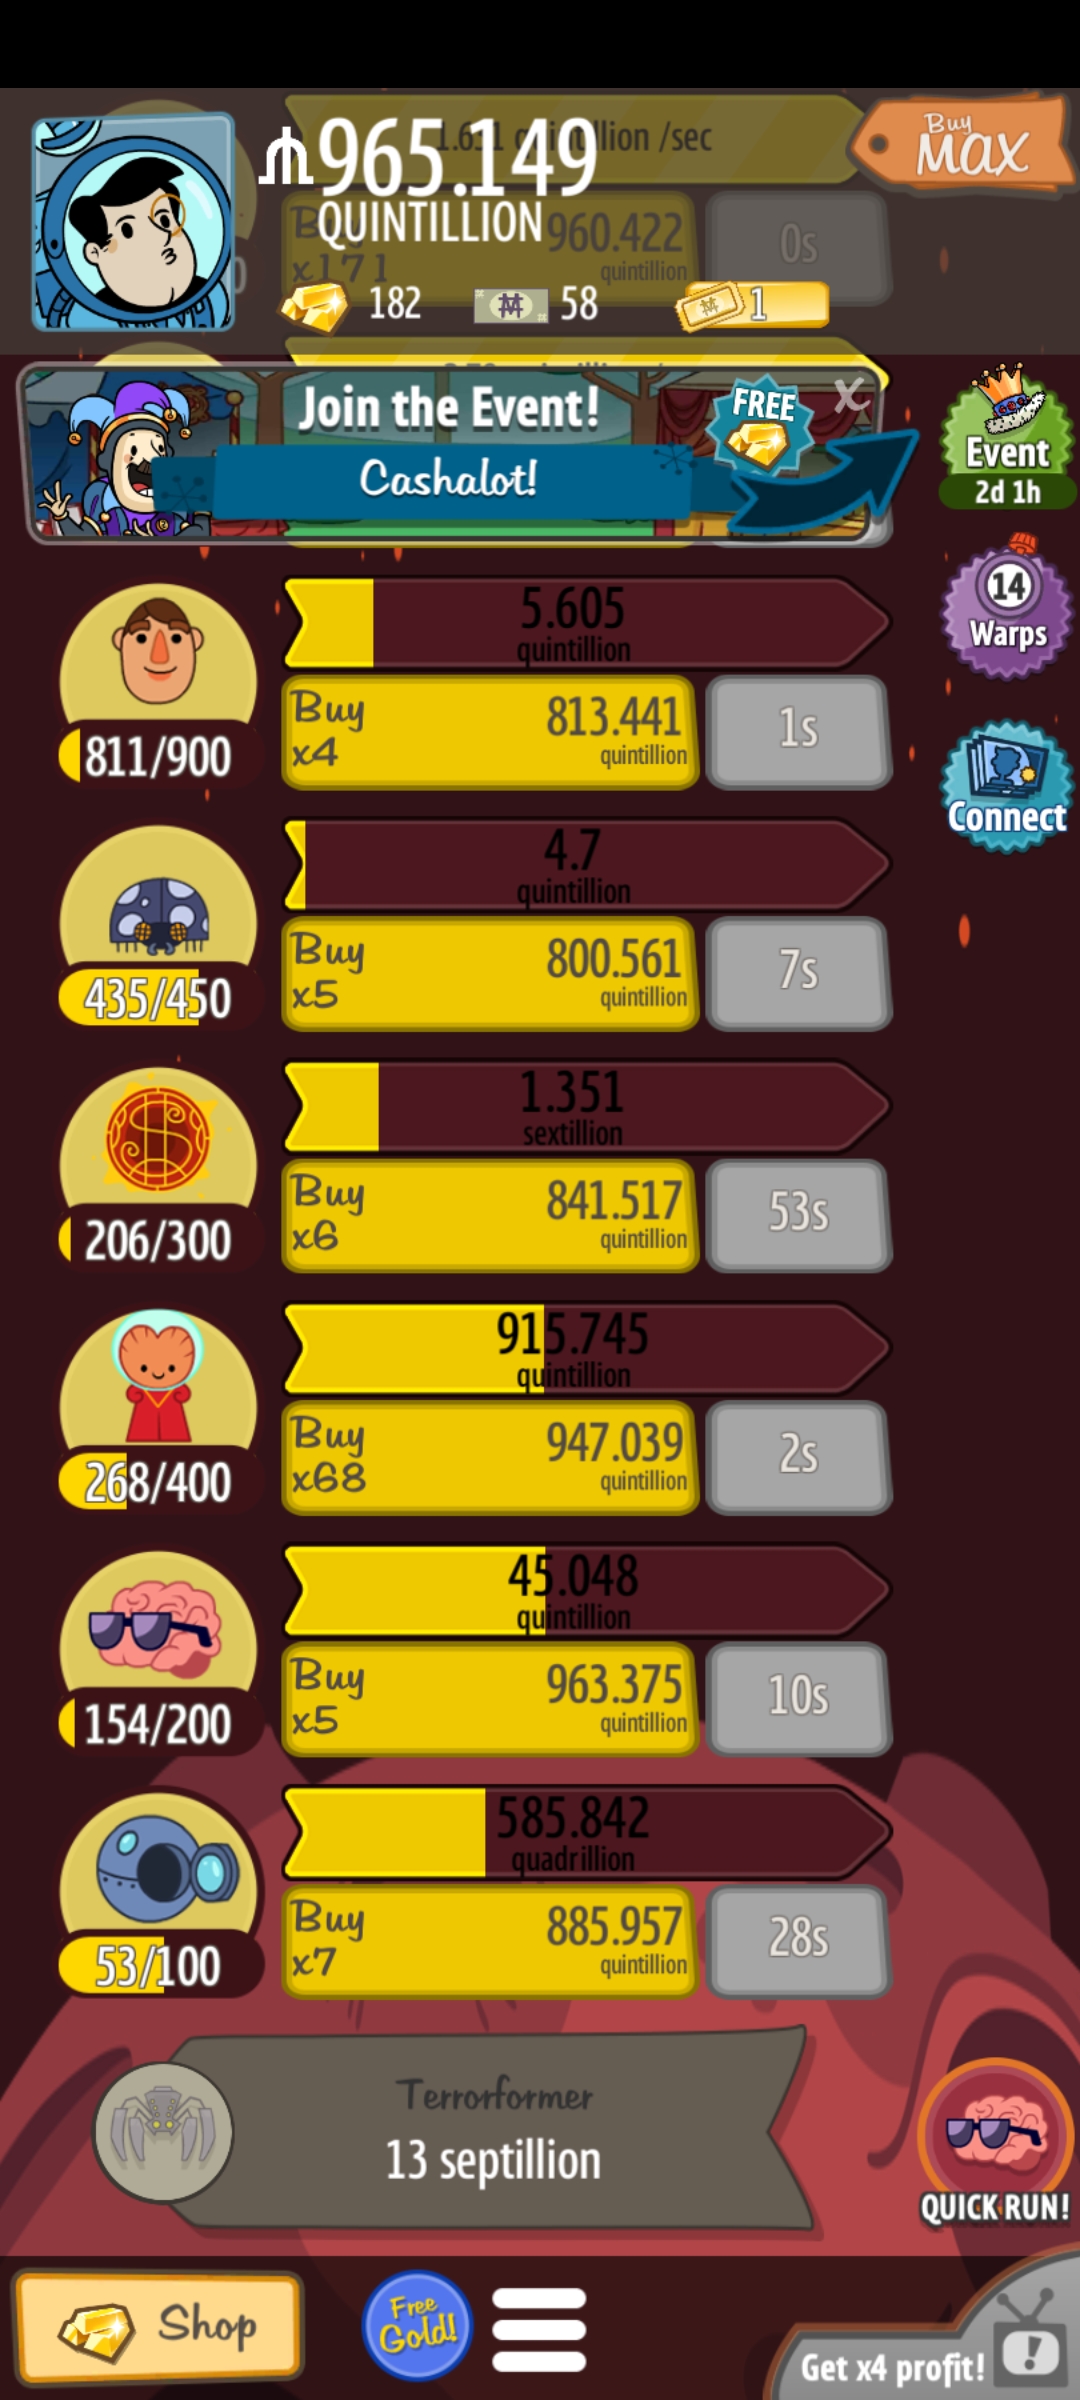 965.149
QUINTILLION
/sec
Buy
MAX
960.422
quintillion
x171
0s
182
58
1
Join the Event!
FREE
X
Cashalot!
Event
2d 1h
14
Warps
Connect
5.605
quintillion
Buy
x4
813.441
quintillion
1s
811/900
4.7
quintillion
Buy
x5
800.561
quintillion
7s
435/450
1.351
sextillion
Buy
x6
841.517
quintillion
53s
206/300
915.745
quintillion
Buy
x68
947.039
quintillion
2s
268/400
45.048
quintillion
Buy
x5
963.375
quintillion
10s
154/200
585.842
quadrillion
Buy
x7
885.957
quintillion
28s
53/100
Terrorformer
13 septillion
QUICK RUN!
Shop
Free
Gold!
Get x4 profit!